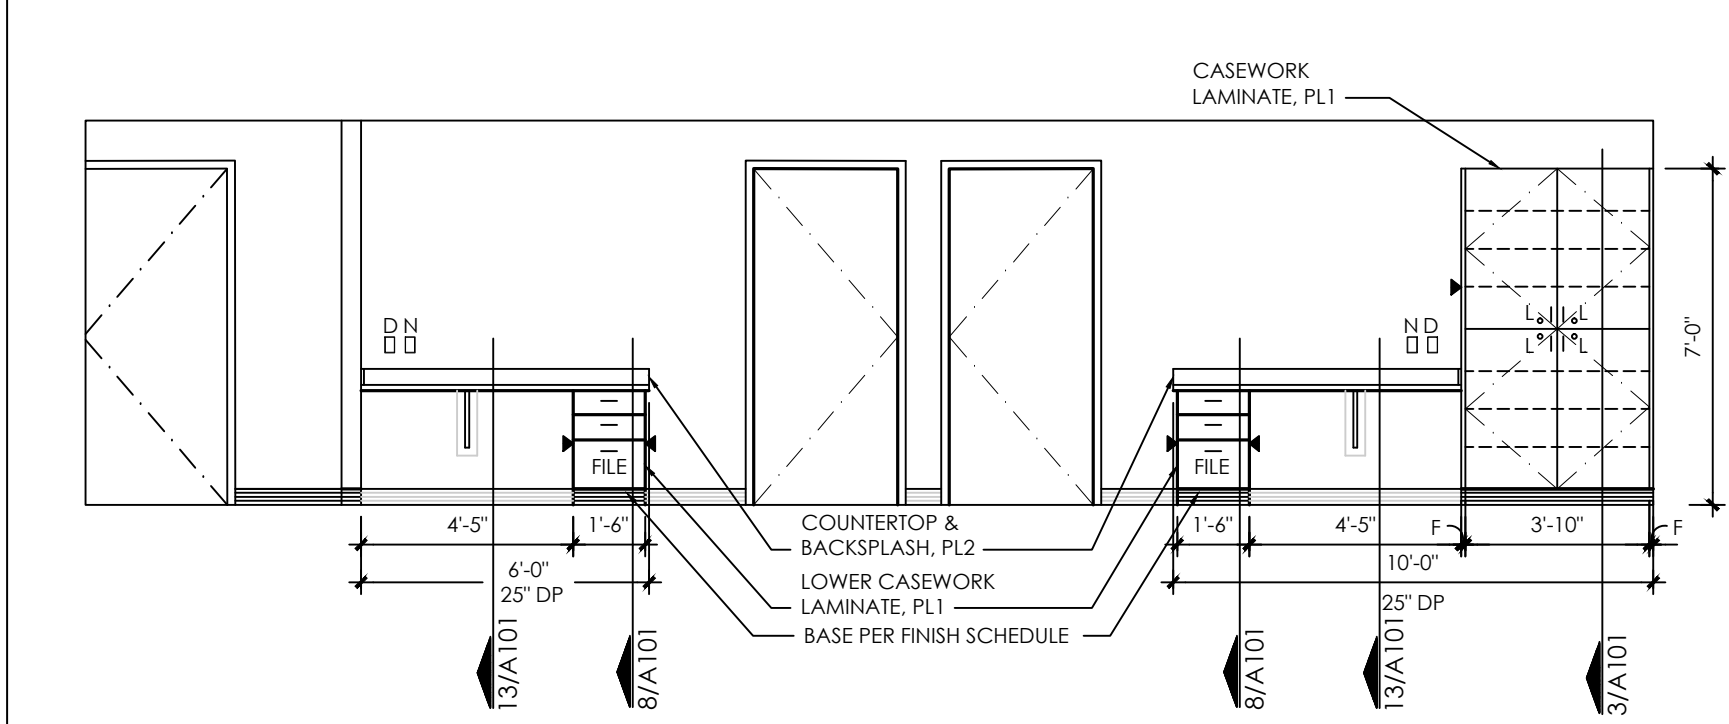 CASEWORK
LAMINATE, PL1
7'-0"
D N
N D
L L
L L
FILE
FILE
4'-5" 1'-6"
1'-6" 4'-5" F 3'-10" F
6'-0"
25" DP
10'-0"
25" DP
COUNTERTOP &
BACKSPLASH, PL2
LOWER CASEWORK
LAMINATE, PL1
BASE PER FINISH SCHEDULE
13/A101
8/A101
8/A101
13/A101
3/A101